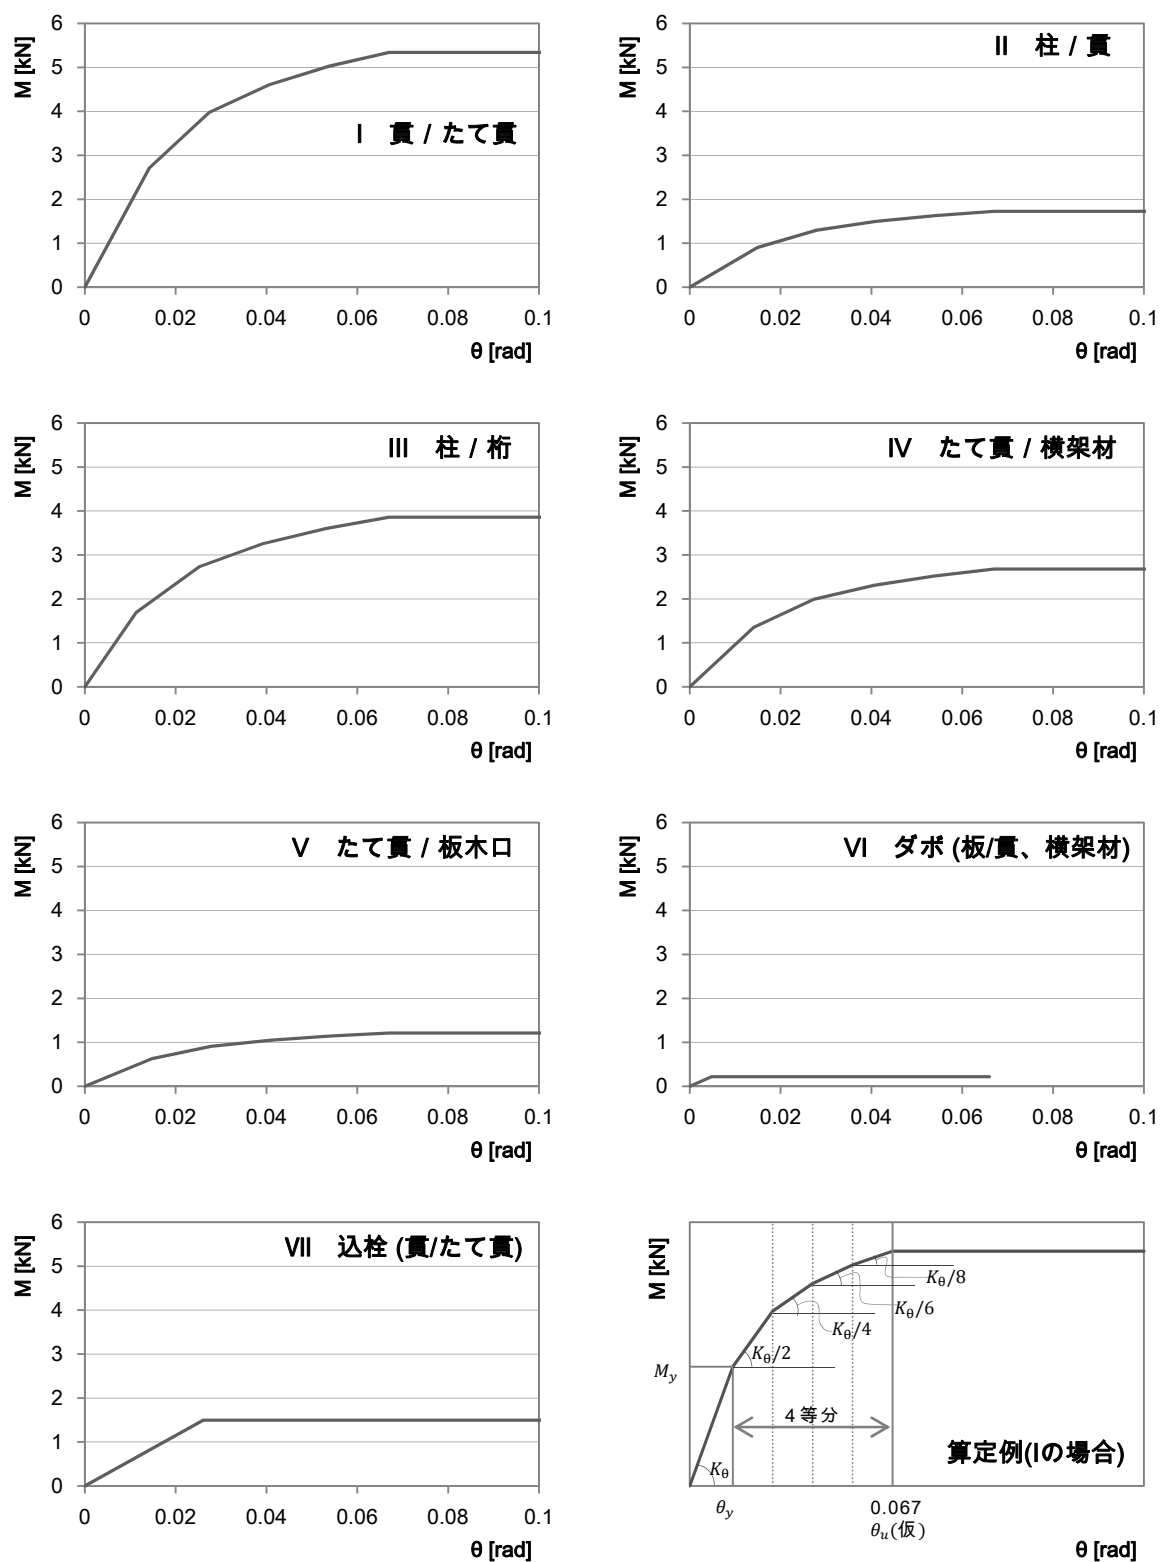 M [kN]
6
5
4
3
2
1
0
0 0.02 0.04 0.06 0.08 0.1
θ [rad]
Ⅰ 貫 / たて貫
M [kN]
6
5
4
3
2
1
0
0 0.02 0.04 0.06 0.08 0.1
θ [rad]
Ⅱ 柱 / 貫
M [kN]
6
5
4
3
2
1
0
0 0.02 0.04 0.06 0.08 0.1
θ [rad]
Ⅲ 柱 / 桁
M [kN]
6
5
4
3
2
1
0
0 0.02 0.04 0.06 0.08 0.1
θ [rad]
Ⅳ たて貫 / 横架材
M [kN]
6
5
4
3
2
1
0
0 0.02 0.04 0.06 0.08 0.1
θ [rad]
Ⅴ たて貫 / 板木口
M [kN]
6
5
4
3
2
1
0
0 0.02 0.04 0.06 0.08 0.1
θ [rad]
Ⅵ ダボ (板/貫、横架材)
M [kN]
6
5
4
3
2
1
0
0 0.02 0.04 0.06 0.08 0.1
θ [rad]
Ⅶ 込栓 (貫/たて貫)
M [kN]
K_θ/8
K_θ/6
K_θ/4
K_θ/2
M_y
4等分
算定例(Iの場合)
K_θ
θ_y
0.067
θ_u(仮)
θ [rad]